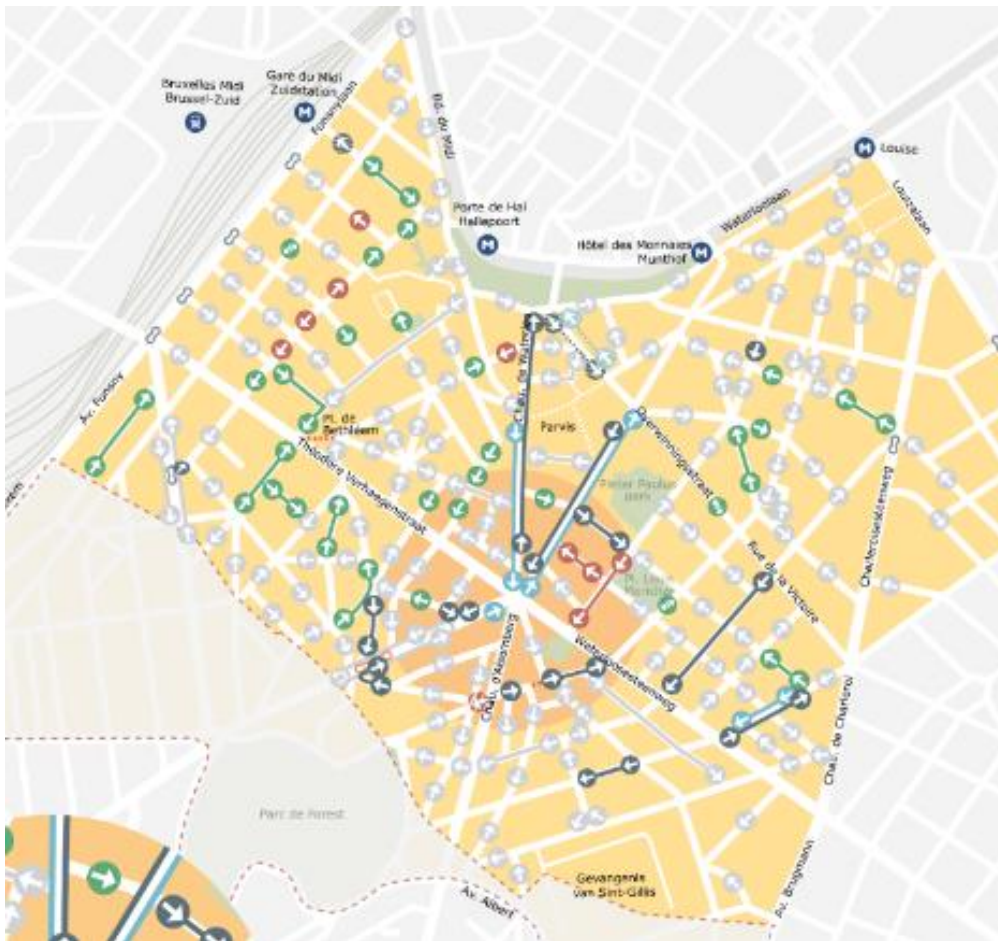 Bruxelles Midi
Brussel-Zuid
Gare du Midi
Zuidstation
M
Fonsnylaan
Bd. du Midi
M
Louise
Louizalaan
Porte de Hal
Hallepoort
M
Waterloolaan
Hôtel des Monnaies
Munthof
M
Chau. de Waterloo
Av. Fonsny
Pl. de
Bethléem
Parvis
Overwinningsstraat
Théodore Verhaegenstraat
Pieter Paulus
park
Charleroisesteenweg
Rue de la Victoire
Chau. d'Alsemberg
Waterloosesteenweg
Chau. de Charleroi
Parc de Forest
Gevangenis
van Sint-Gillis
Av. Brugmann
Av. Albert